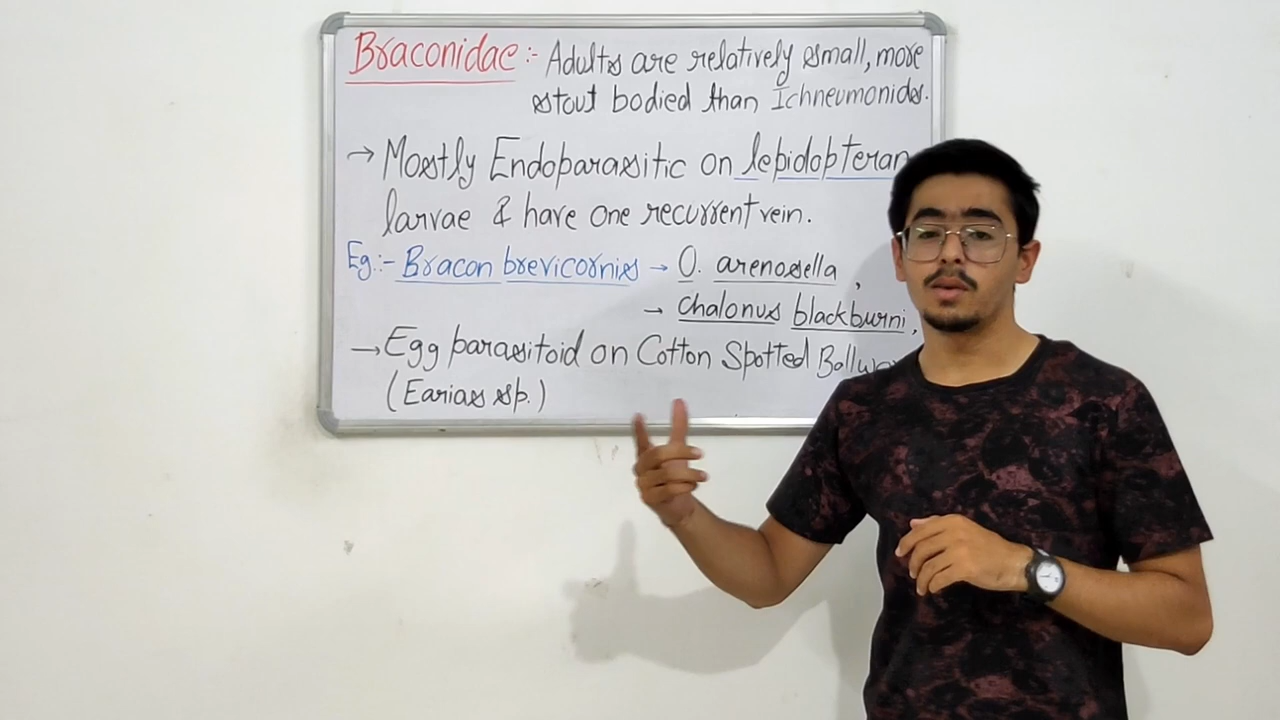 Braconidae :- Adults are relatively small, more
stout bodied than Ichneumonids.
→ Mostly Endoparasitic on lepidopteran
larvae & have one recurrent vein.
Eg:- Bracon brevicornis → O. arenosella,
→ Chalonus blackburni,
→ Egg parasitoid on Cotton Spotted
(Earias sp.)